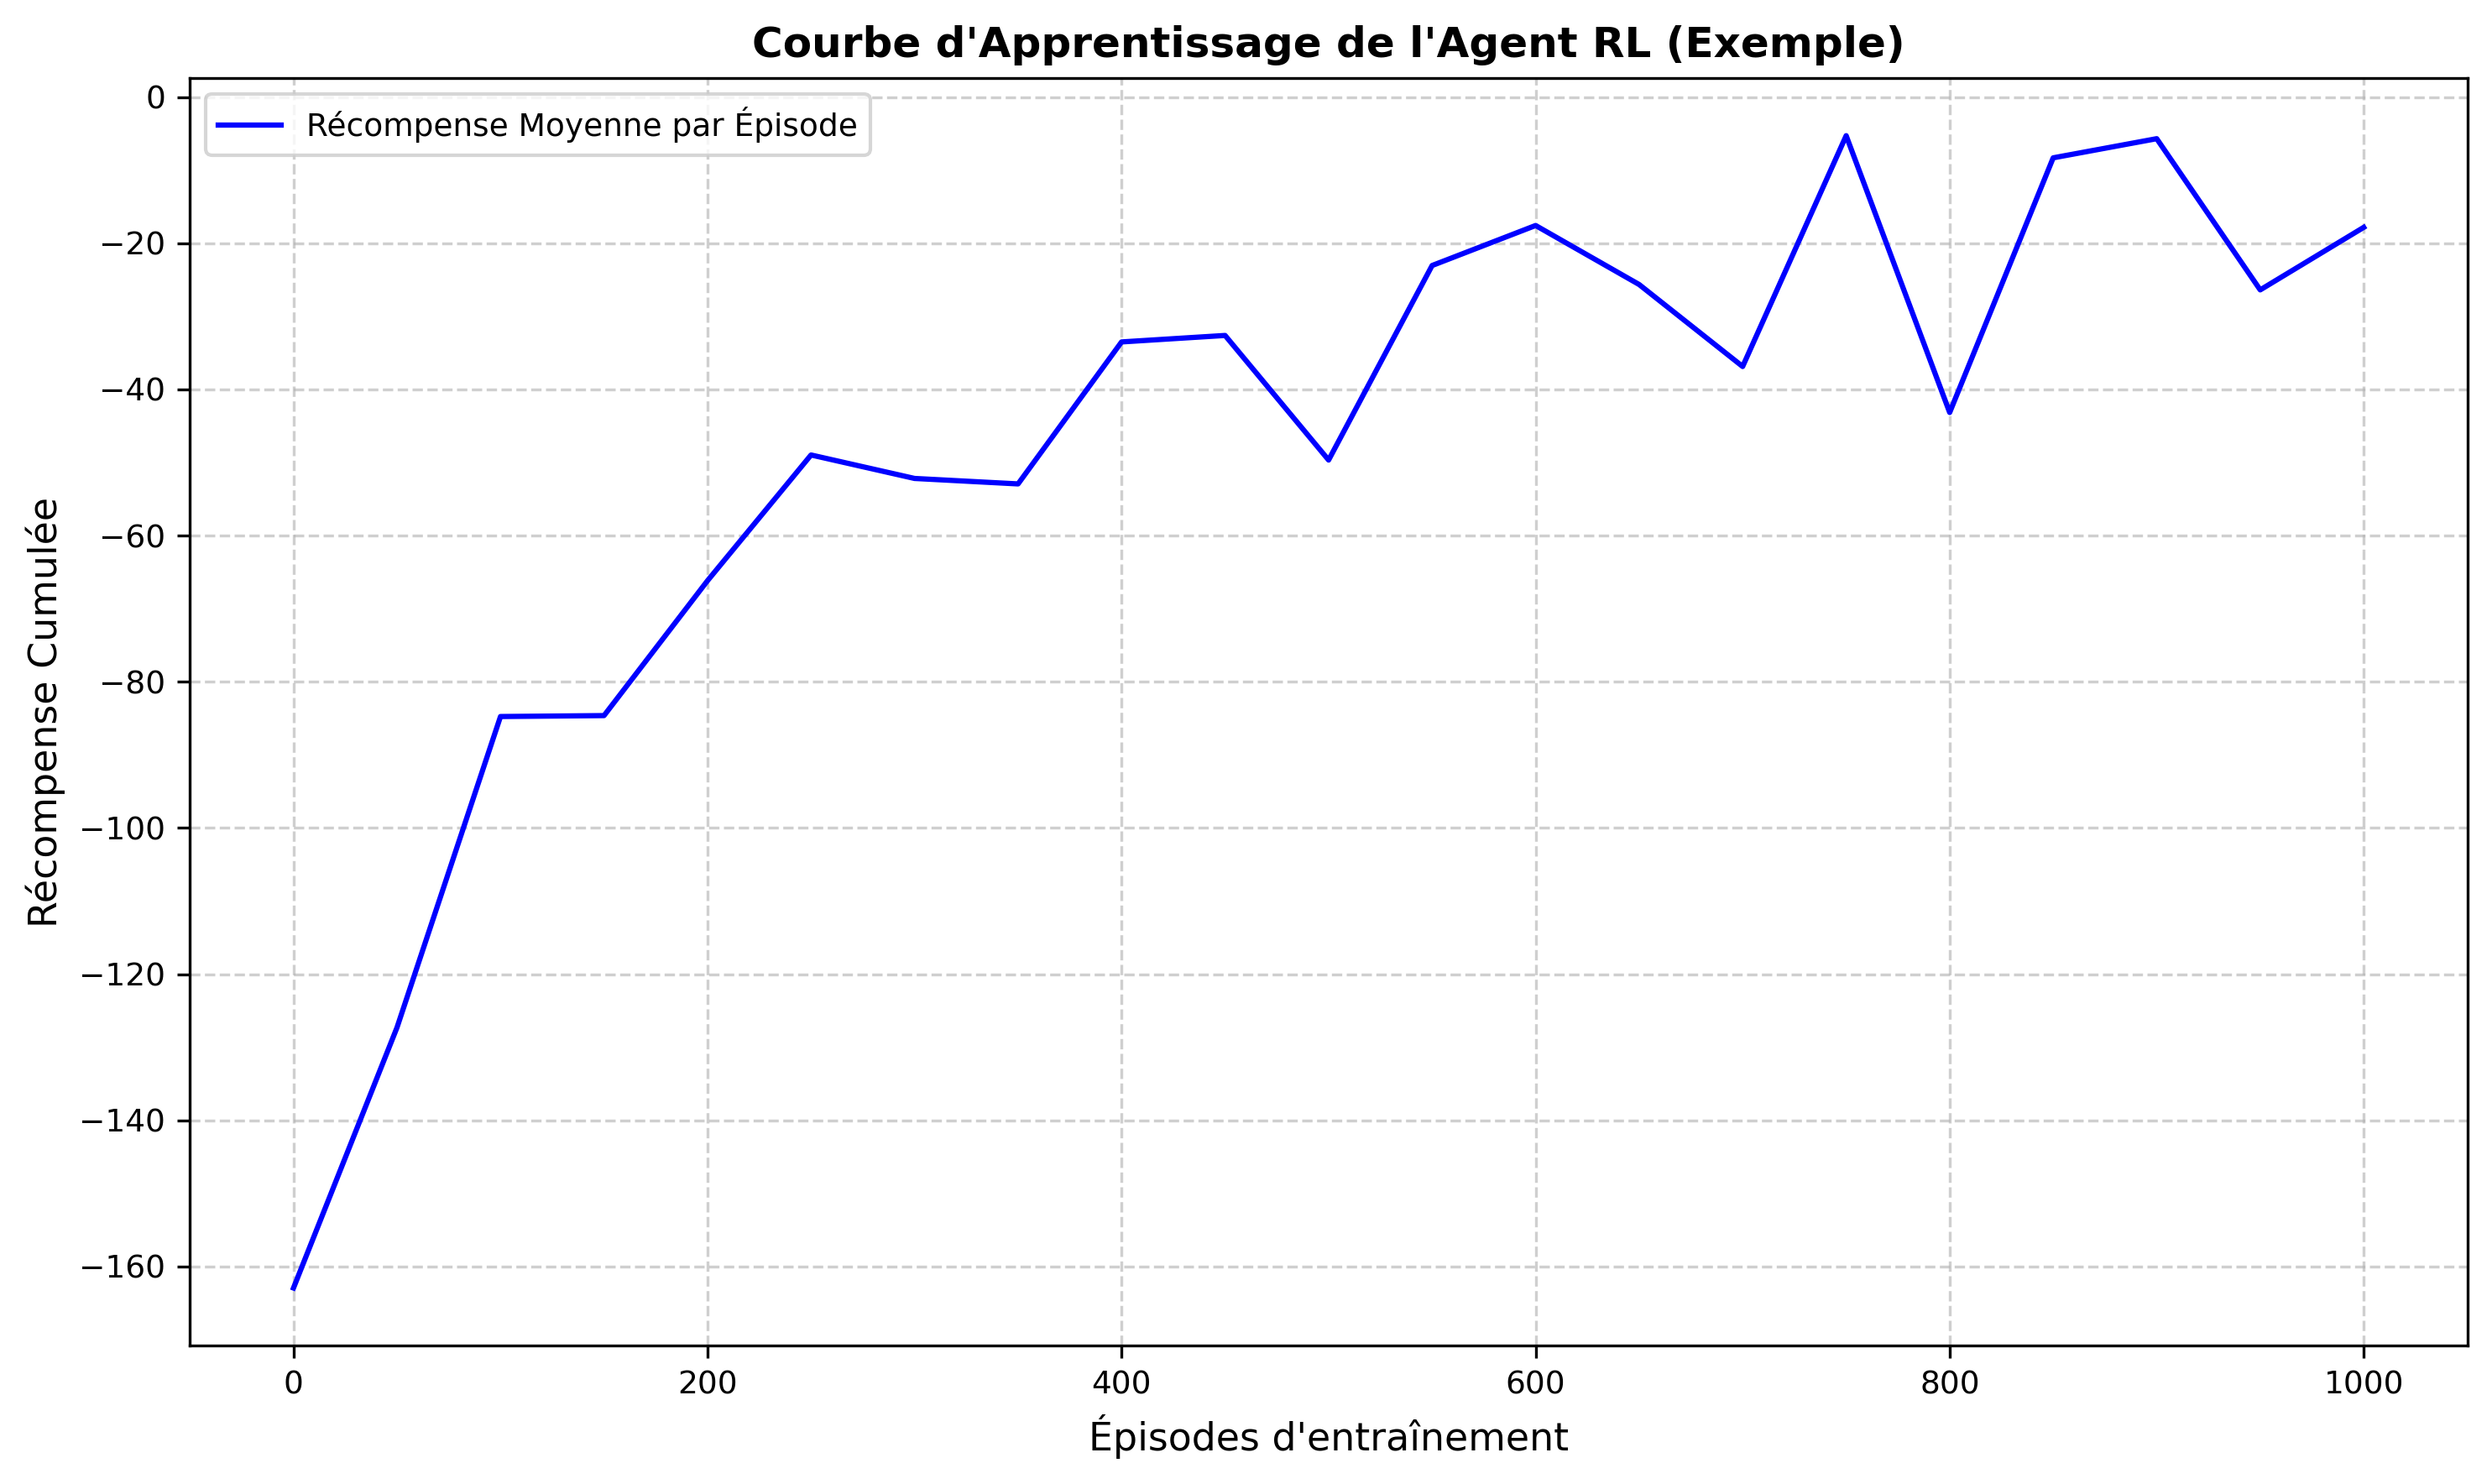 Courbe d'Apprentissage de l'Agent RL (Exemple)
Récompense Moyenne par Épisode
Récompense Cumulée
0
−20
−40
−60
−80
−100
−120
−140
−160
0 200 400 600 800 1000
Épisodes d'entraînement